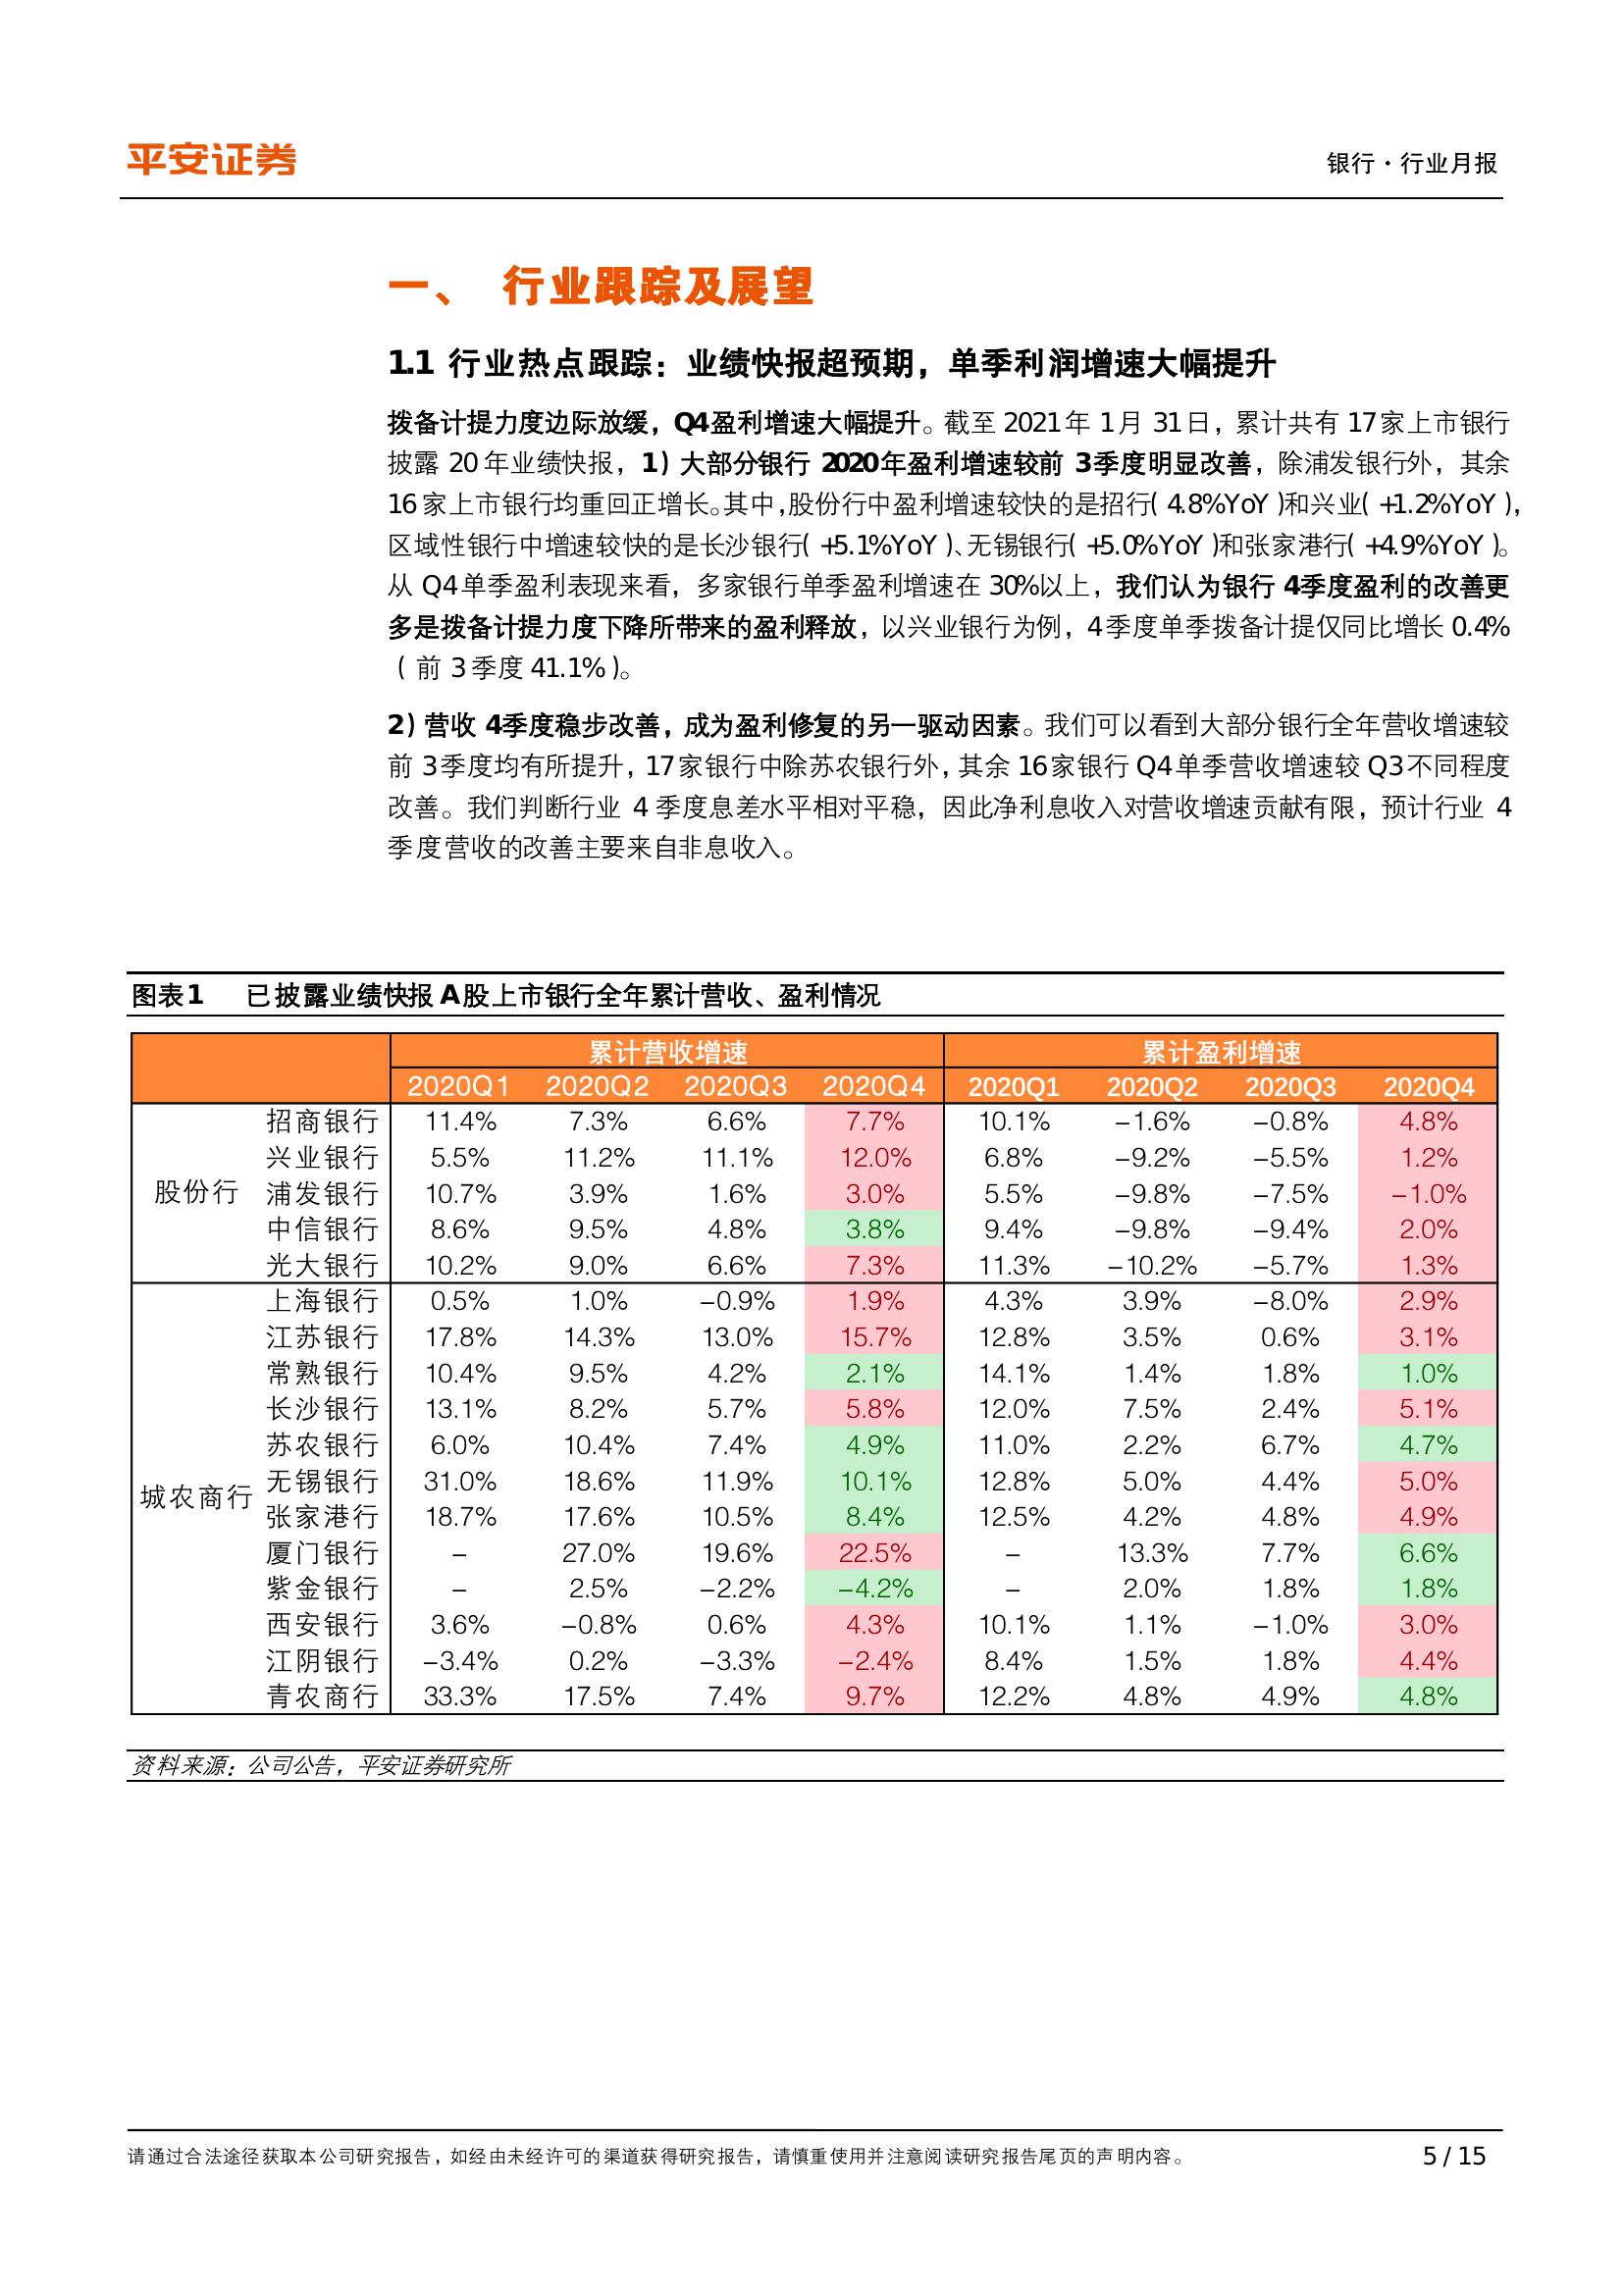 平安证券
银行·行业月报
一、 行业跟踪及展望
1.1 行业热点跟踪：业绩快报超预期，单季利润增速大幅提升
拨备计提力度边际放缓，Q4盈利增速大幅提升。截至 2021年 1月 31日，累计共有 17家上市银行
披露 20年业绩快报，1）大部分银行 2020年盈利增速较前 3季度明显改善，除浦发银行外，其余
16家上市银行均重回正增长。其中，股份行中盈利增速较快的是招行（4.8%YoY）和兴业（+1.2%YoY），
区域性银行中增速较快的是长沙银行（+5.1%YoY）、无锡银行（+5.0%YoY）和张家港行（+4.9%YoY）。
从 Q4单季盈利表现来看，多家银行单季盈利增速在 30%以上，我们认为银行 4季度盈利的改善更
多是拨备计提力度下降所带来的盈利释放，以兴业银行为例，4季度单季拨备计提仅同比增长 0.4%
（前 3季度 41.1%）。
2）营收 4季度稳步改善，成为盈利修复的另一驱动因素。我们可以看到大部分银行全年营收增速较
前 3季度均有所提升，17家银行中除苏农银行外，其余 16家银行 Q4单季营收增速较 Q3不同程度
改善。我们判断行业 4 季度息差水平相对平稳，因此净利息收入对营收增速贡献有限，预计行业 4
季度营收的改善主要来自非息收入。
图表1 已披露业绩快报 A股上市银行全年累计营收、盈利情况
累计营收增速 累计盈利增速
2020Q1 2020Q2 2020Q3 2020Q4 2020Q1 2020Q2 2020Q3 2020Q4
招商银行 11.4% 7.3% 6.6% 7.7% 10.1% −1.6% −0.8% 4.8%
兴业银行 5.5% 11.2% 11.1% 12.0% 6.8% −9.2% −5.5% 1.2%
股份行 浦发银行 10.7% 3.9% 1.6% 3.0% 5.5% −9.8% −7.5% −1.0%
中信银行 8.6% 9.5% 4.8% 3.8% 9.4% −9.8% −9.4% 2.0%
光大银行 10.2% 9.0% 6.6% 7.3% 11.3% −10.2% −5.7% 1.3%
上海银行 0.5% 1.0% −0.9% 1.9% 4.3% 3.9% −8.0% 2.9%
江苏银行 17.8% 14.3% 13.0% 15.7% 12.8% 3.5% 0.6% 3.1%
常熟银行 10.4% 9.5% 4.2% 2.1% 14.1% 1.4% 1.8% 1.0%
长沙银行 13.1% 8.2% 5.7% 5.8% 12.0% 7.5% 2.4% 5.1%
苏农银行 6.0% 10.4% 7.4% 4.9% 11.0% 2.2% 6.7% 4.7%
城农商行 无锡银行 31.0% 18.6% 11.9% 10.1% 12.8% 5.0% 4.4% 5.0%
张家港行 18.7% 17.6% 10.5% 8.4% 12.5% 4.2% 4.8% 4.9%
厦门银行 − 27.0% 19.6% 22.5% − 13.3% 7.7% 6.6%
紫金银行 − 2.5% −2.2% −4.2% − 2.0% 1.8% 1.8%
西安银行 3.6% −0.8% 0.6% 4.3% 10.1% 1.1% −1.0% 3.0%
江阴银行 −3.4% 0.2% −3.3% −2.4% 8.4% 1.5% 1.8% 4.4%
青农商行 33.3% 17.5% 7.4% 9.7% 12.2% 4.8% 4.9% 4.8%
资料来源：公司公告，平安证券研究所
请通过合法途径获取本公司研究报告，如经由未经许可的渠道获得研究报告，请慎重使用并注意阅读研究报告尾页的声明内容。
5 / 15